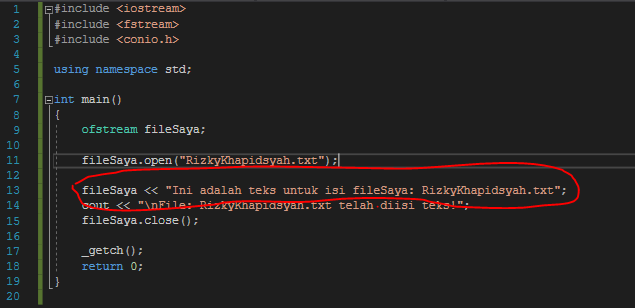 1 #include <iostream>
2 #include <fstream>
3 #include <conio.h>
4
5 using namespace std;
6
7 int main()
8 {
9 ofstream fileSaya;
10
11 fileSaya.open("RizkyKhapidsyah.txt");
12
13 fileSaya << "Ini adalah teks untuk isi fileSaya: RizkyKhapidsyah.txt";
14 cout << "\nFile: RizkyKhapidsyah.txt telah diisi teks!";
15 fileSaya.close();
16
17 _getch();
18 return 0;
19 }
20